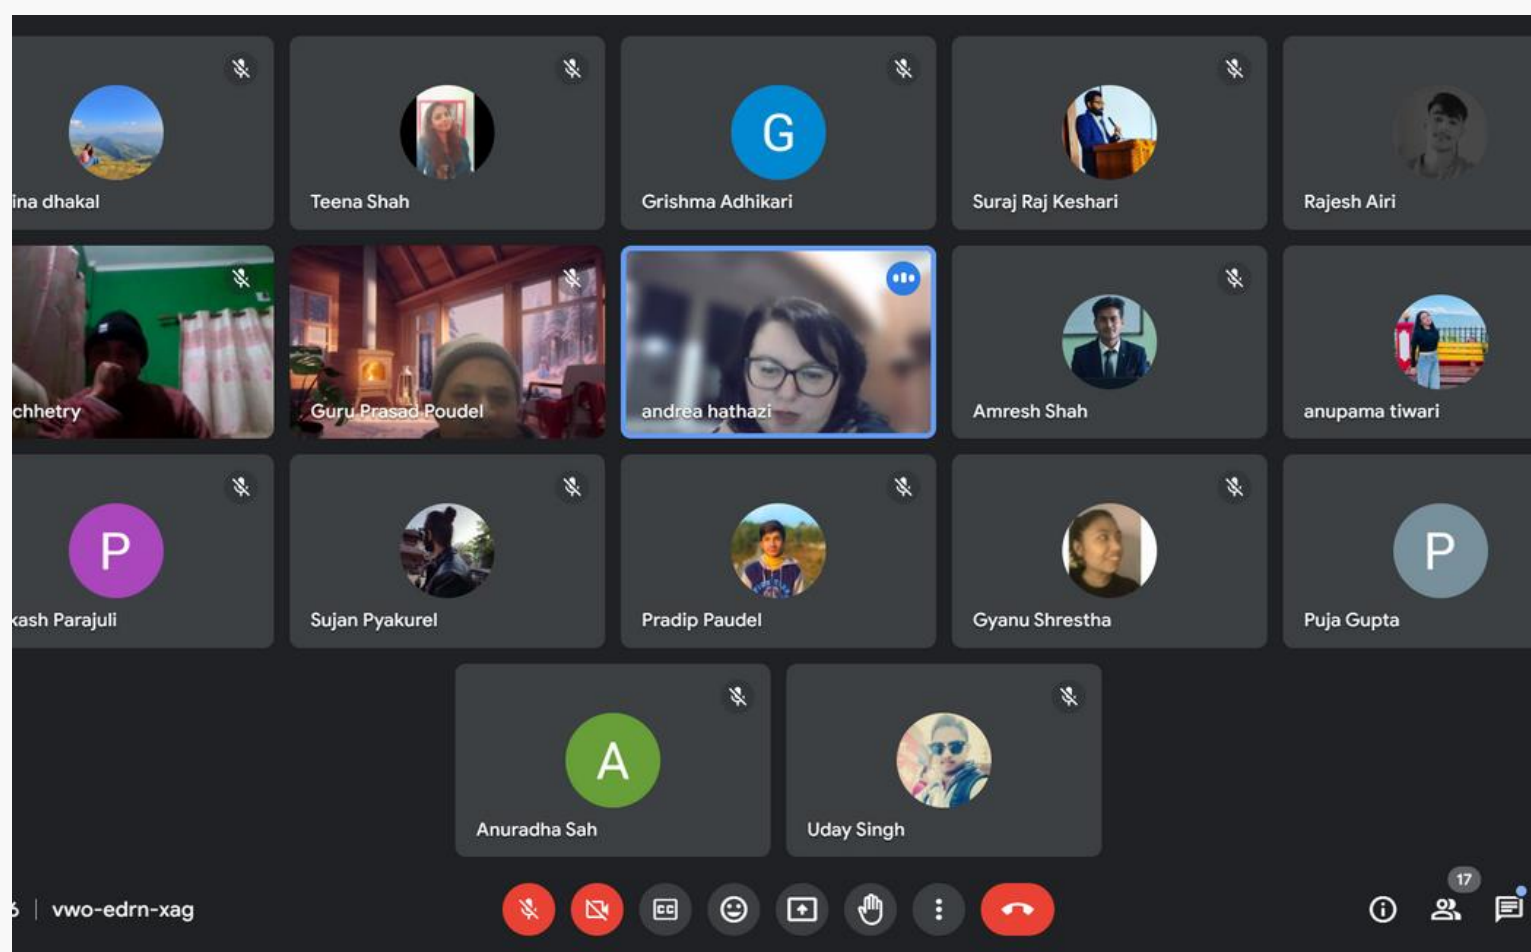 ina dhakal
Teena Shah
G
Grishma Adhikari
Suraj Raj Keshari
Rajesh Airi
chhetry
Guru Prasad Poudel
andrea hathazi
Amresh Shah
anupama tiwari
P
kash Parajuli
Sujan Pyakurel
Pradip Paudel
Gyanu Shrestha
P
Puja Gupta
A
Anuradha Sah
Uday Singh
vwo-edrn-xag
CC
17